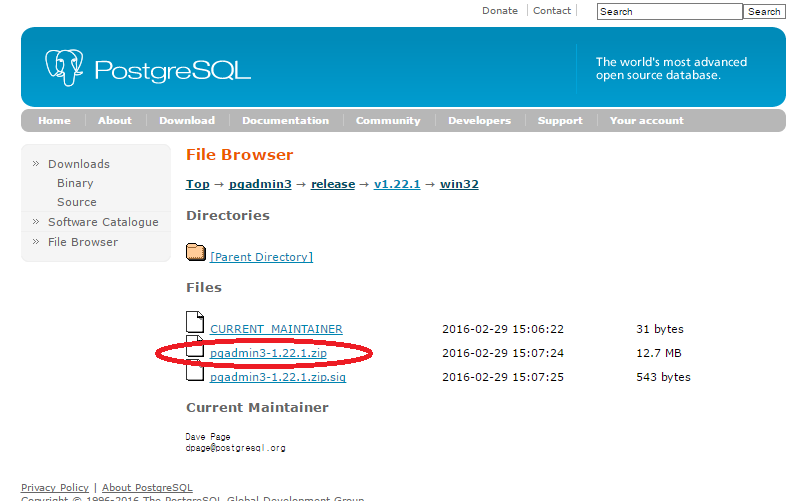 Donate Contact Search Search
PostgreSQL
The world's most advanced
open source database.
Home About Download Documentation Community Developers Support Your account
» Downloads
Binary
Source
» Software Catalogue
» File Browser
File Browser
Top → pgadmin3 → release → v1.22.1 → win32
Directories
[Parent Directory]
Files
CURRENT_MAINTAINER 2016-02-29 15:06:22 31 bytes
pgadmin3-1.22.1.zip 2016-02-29 15:07:24 12.7 MB
pgadmin3-1.22.1.zip.sig 2016-02-29 15:07:25 543 bytes
Current Maintainer
Dave Page
dpage@postgresql.org
Privacy Policy | About PostgreSQL
Copyright © 1996-2016 The PostgreSQL Global Development Group